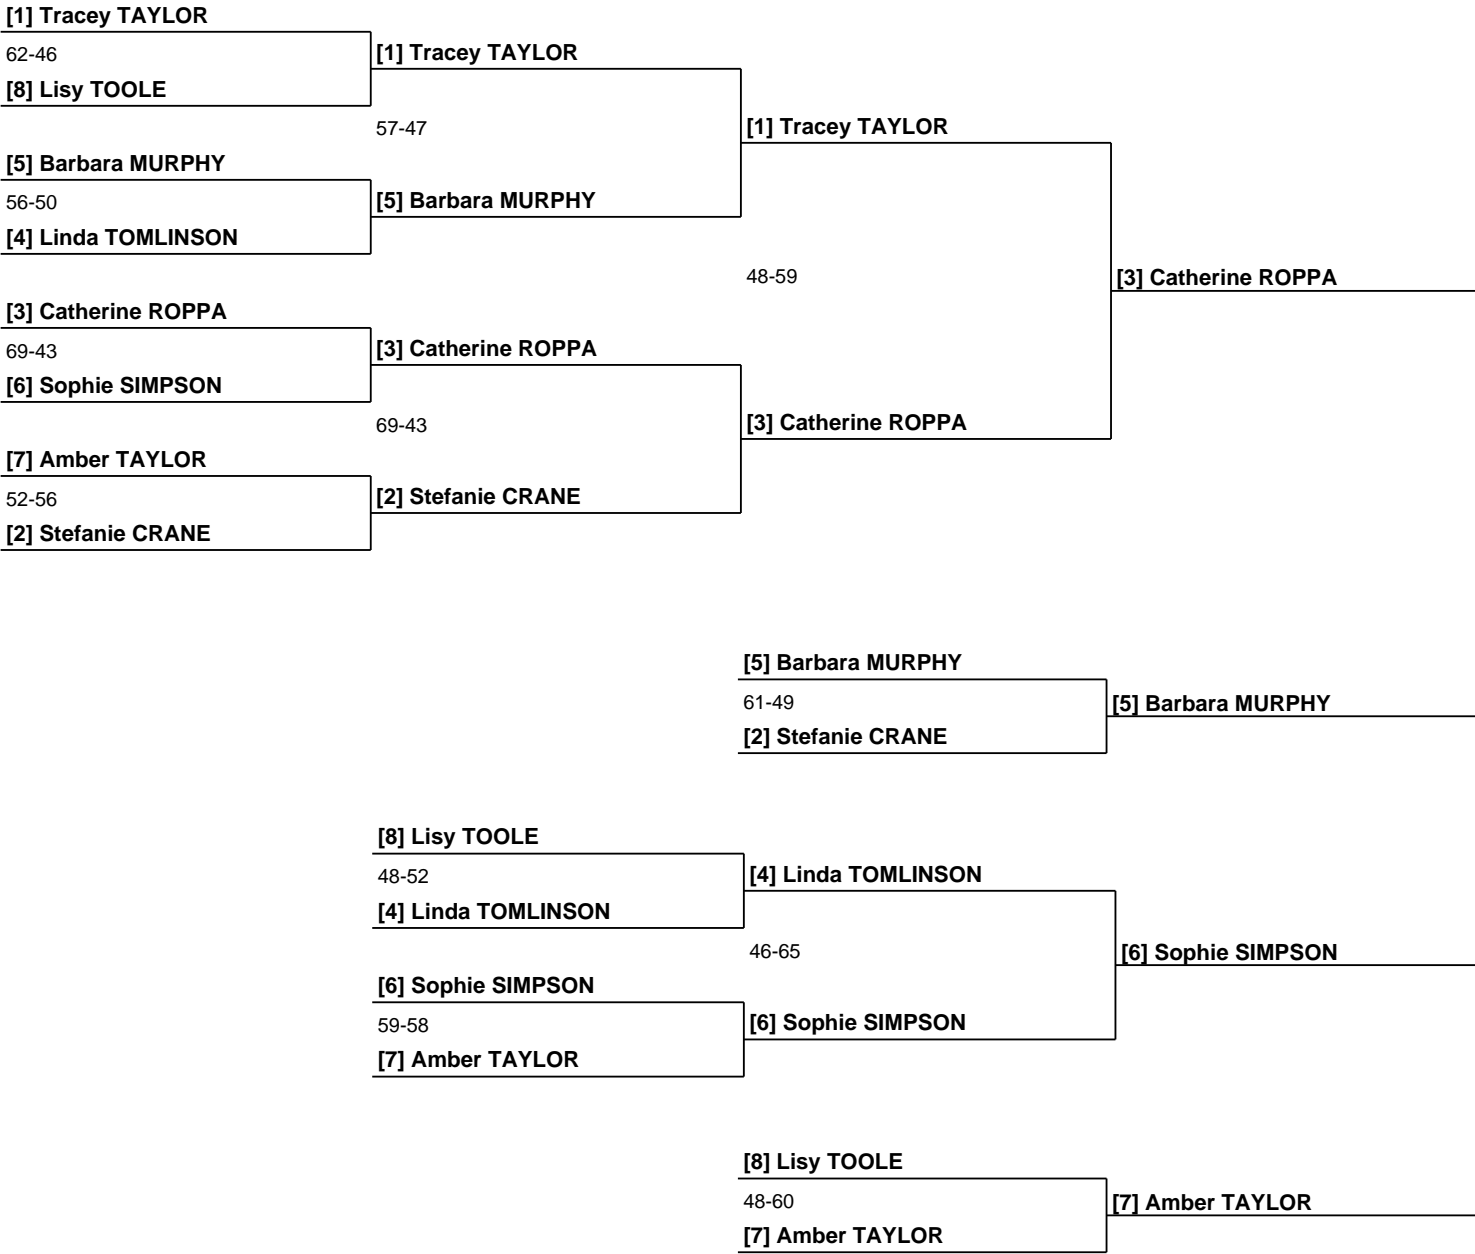 [1] Tracey TAYLOR
62-46
[8] Lisy TOOLE
[5] Barbara MURPHY
56-50
[4] Linda TOMLINSON
[3] Catherine ROPPA
69-43
[6] Sophie SIMPSON
[7] Amber TAYLOR
52-56
[2] Stefanie CRANE
[1] Tracey TAYLOR
57-47
[5] Barbara MURPHY
[3] Catherine ROPPA
69-43
[2] Stefanie CRANE
[1] Tracey TAYLOR
48-59
[3] Catherine ROPPA
[3] Catherine ROPPA
[5] Barbara MURPHY
61-49
[2] Stefanie CRANE
[5] Barbara MURPHY
[8] Lisy TOOLE
48-52
[4] Linda TOMLINSON
[6] Sophie SIMPSON
59-58
[7] Amber TAYLOR
[4] Linda TOMLINSON
46-65
[6] Sophie SIMPSON
[6] Sophie SIMPSON
[8] Lisy TOOLE
48-60
[7] Amber TAYLOR
[7] Amber TAYLOR